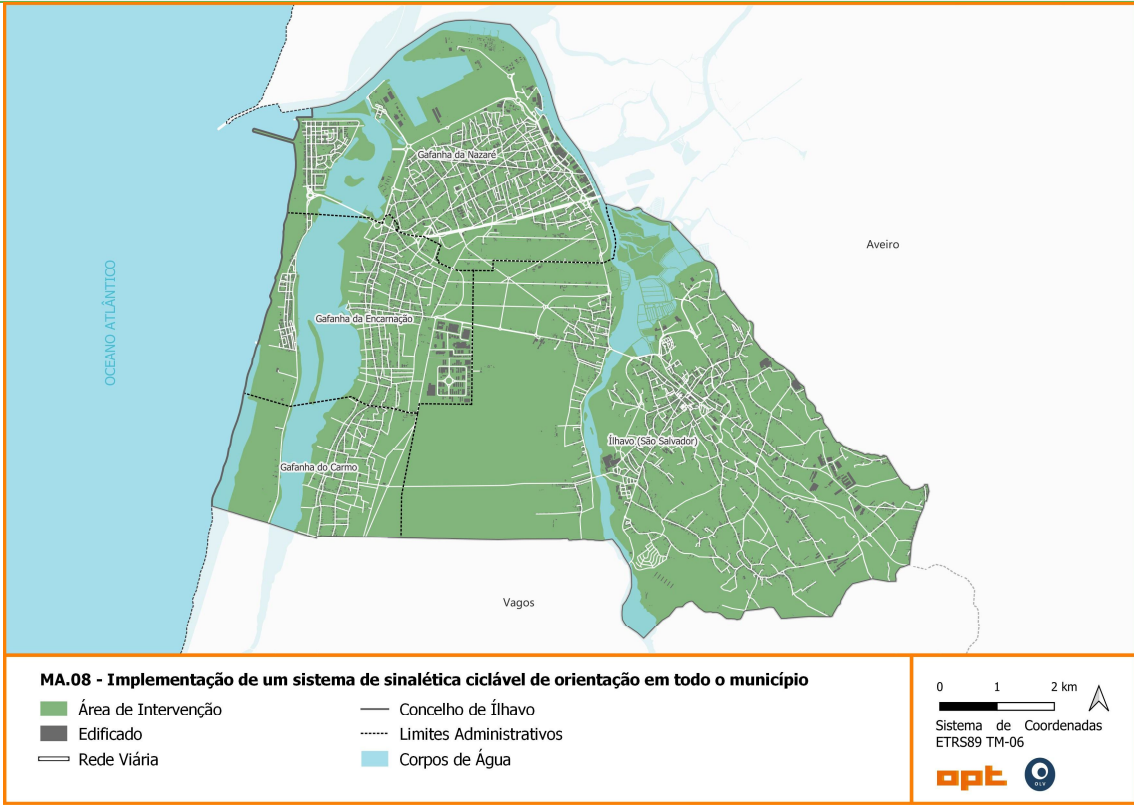 OCEANO ATLÂNTICO
Gafanha da Nazaré
Aveiro
Gafanha da Encarnação
Ílhavo (São Salvador)
Gafanha do Carmo
Vagos
MA.08 - Implementação de um sistema de sinalética ciclável de orientação em todo o município
Área de Intervenção
Edificado
Rede Viária
Concelho de Ílhavo
Limites Administrativos
Corpos de Água
0 1 2 km
Sistema de Coordenadas
ETRS89 TM-06
opt
OLV